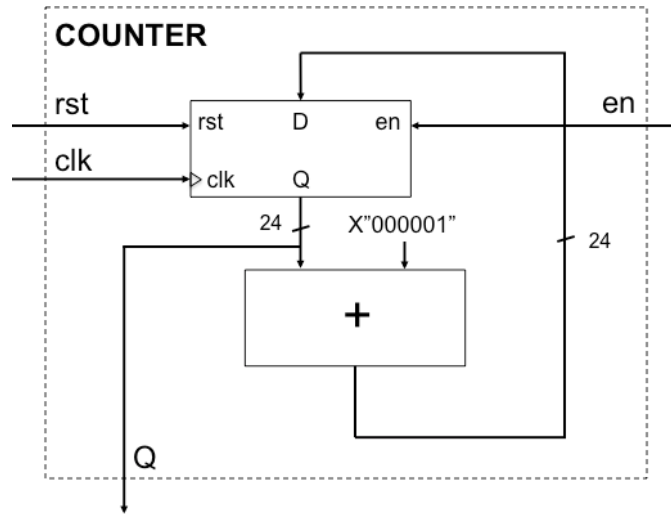 COUNTER
rst
en
rst D en
clk
clk Q
24
X”000001”
24
+
Q